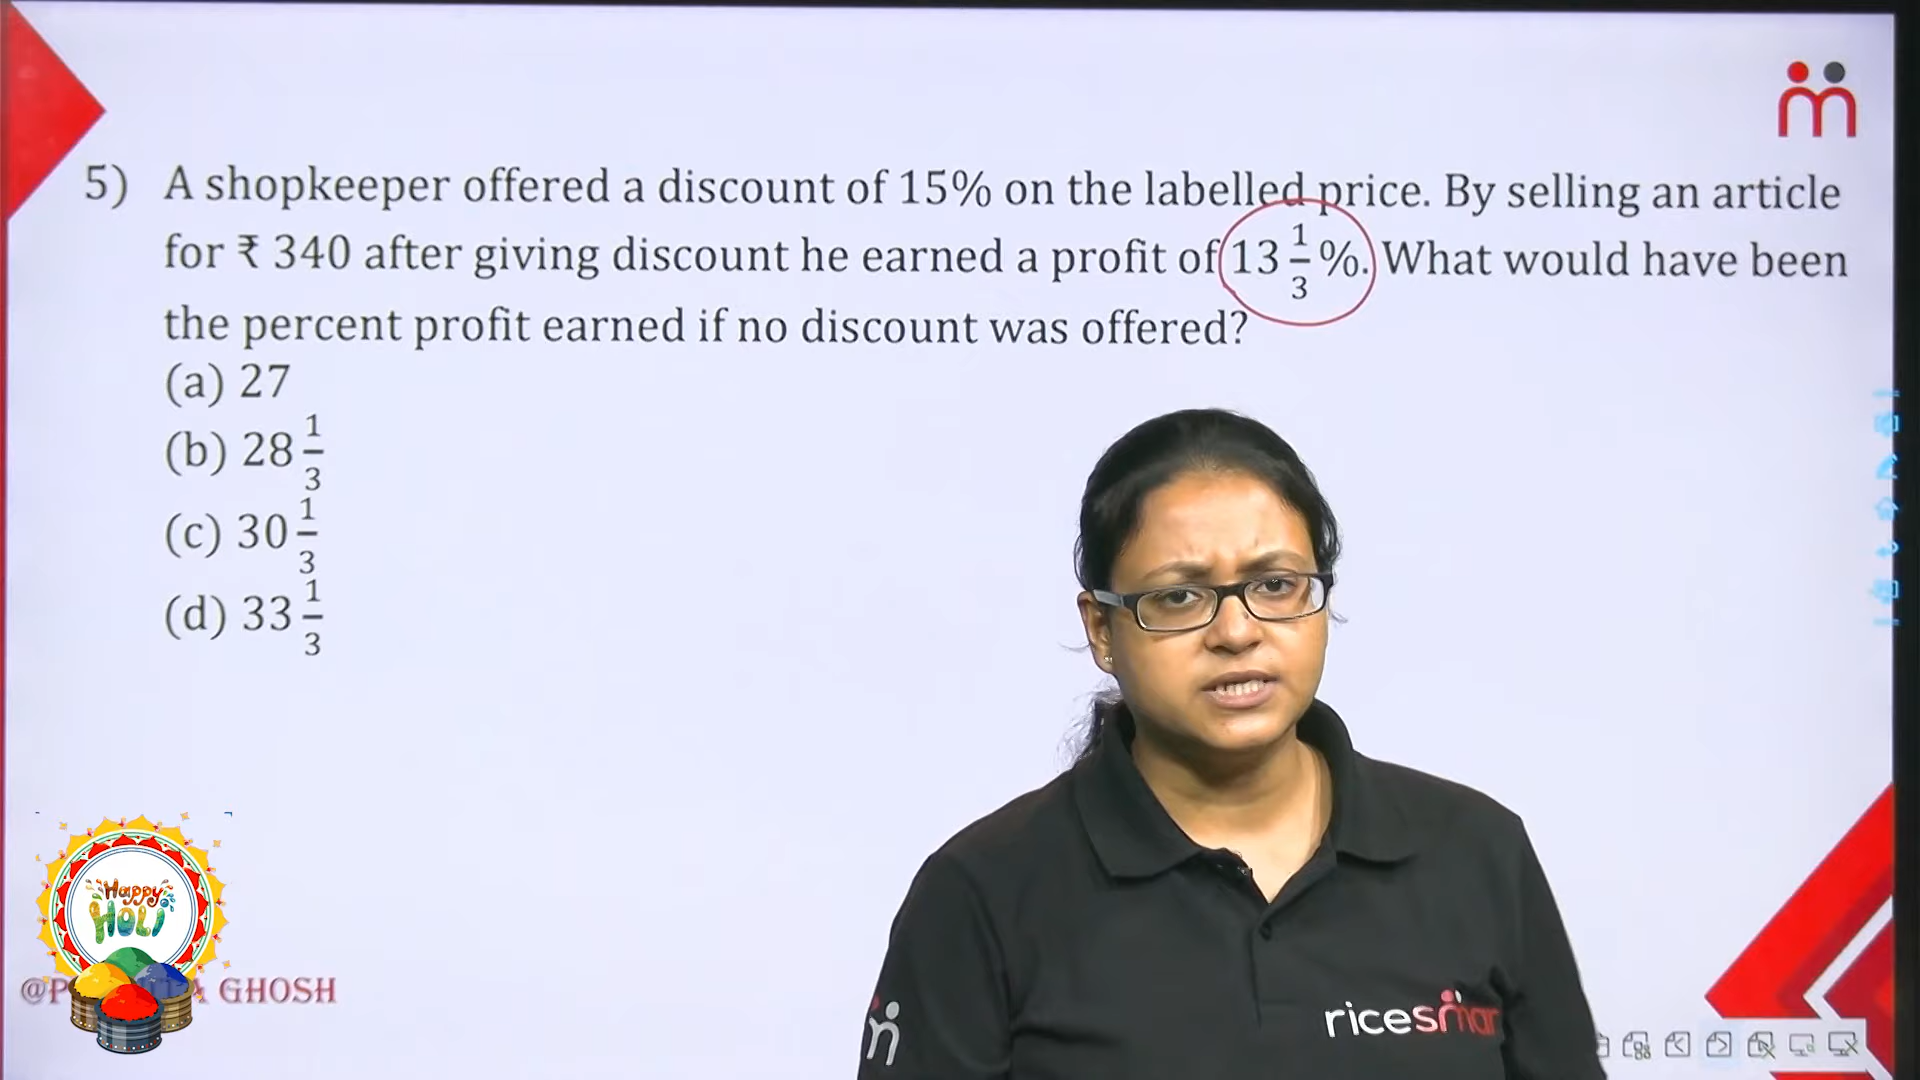 5) A shopkeeper offered a discount of 15% on the labelled price. By selling an article
for ₹ 340 after giving discount he earned a profit of 13 1/3 %. What would have been
the percent profit earned if no discount was offered?
(a) 27
(b) 28 1/3
(c) 30 1/3
(d) 33 1/3
Happy
HOLI
GHOSH
ricesmar